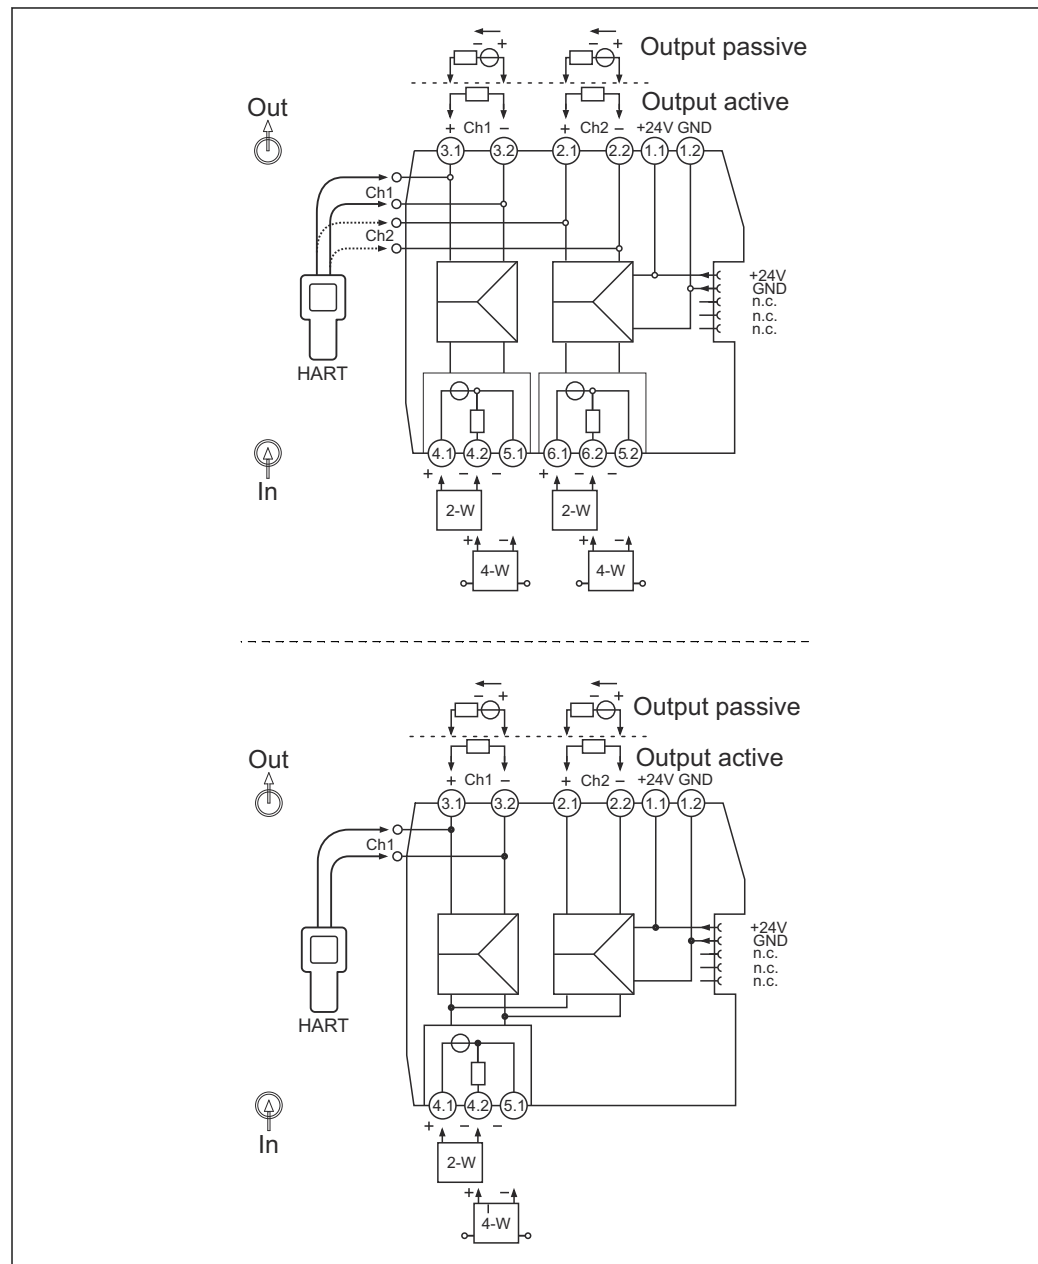 − + − + Output passive
Output active
Out
+ Ch1 − + Ch2 − +24V GND
3.1 3.2 2.1 2.2 1.1 1.2
Ch1
Ch2
+24V
GND
n.c.
n.c.
n.c.
HART
4.1 4.2 5.1 6.1 6.2 5.2
+ − − + − −
In
2-W 2-W
+ − + −
4-W 4-W
− + − + Output passive
Output active
Out
+ Ch1 − + Ch2 − +24V GND
3.1 3.2 2.1 2.2 1.1 1.2
Ch1
+24V
GND
n.c.
n.c.
n.c.
HART
4.1 4.2 5.1
+ − −
In
2-W
+ −
4-W